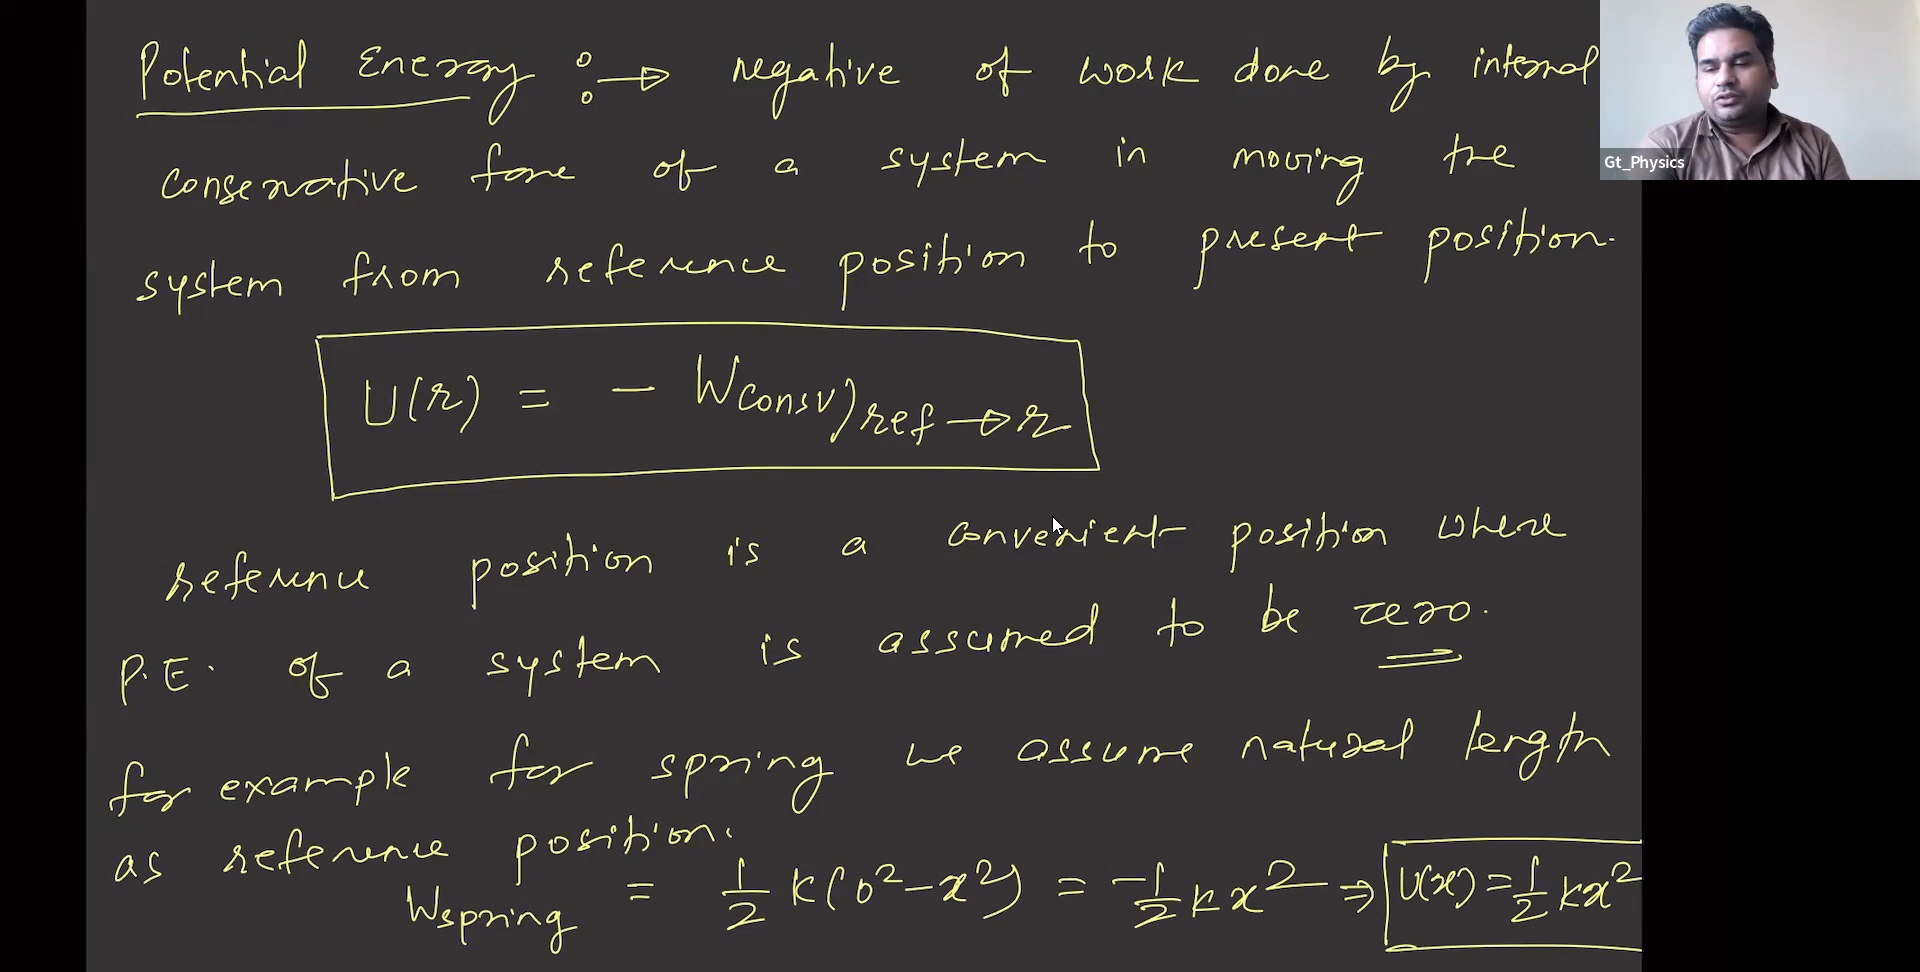 Potential Energy :→ negative of work done by internal
Gt_Physics
conservative force of a system in moving the
system from reference position to present position.
U(r) = - Wconsv)ref→r
reference position is a convenient position where
P.E. of a system is assumed to be zero.
for example for spring we assume natural length
as reference position.
Wspring = 1/2 k(0²-x²) = -1/2 kx² ⇒ U(x) = 1/2 kx²